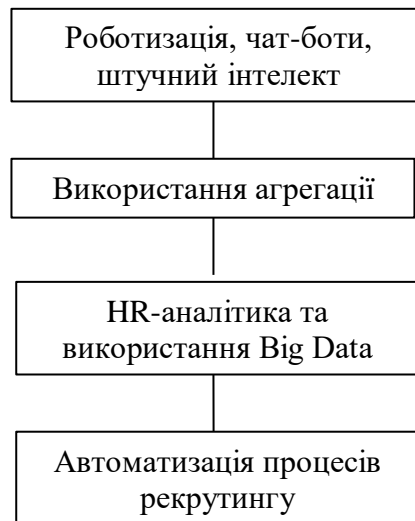 Роботизація, чат-боти,
штучний інтелект
Використання агрегації
HR-аналітика та
використання Big Data
Автоматизація процесів
рекрутингу